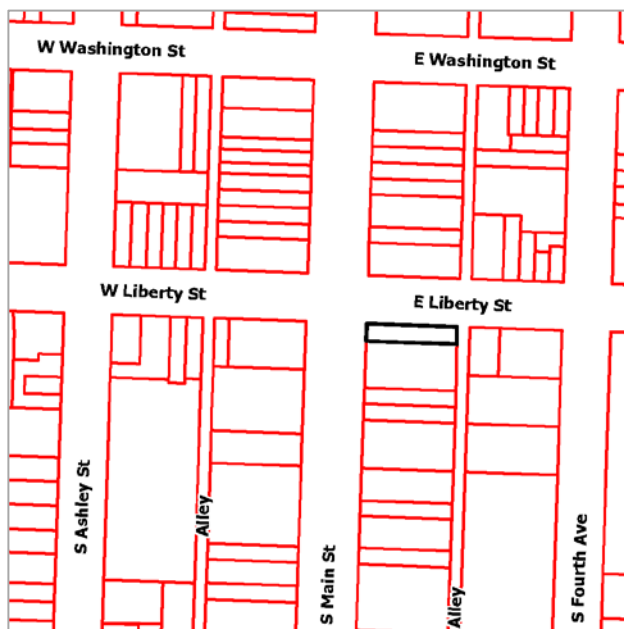 W Washington St
E Washington St
W Liberty St
E Liberty St
S Ashley St
Alley
S Main St
Alley
S Fourth Ave